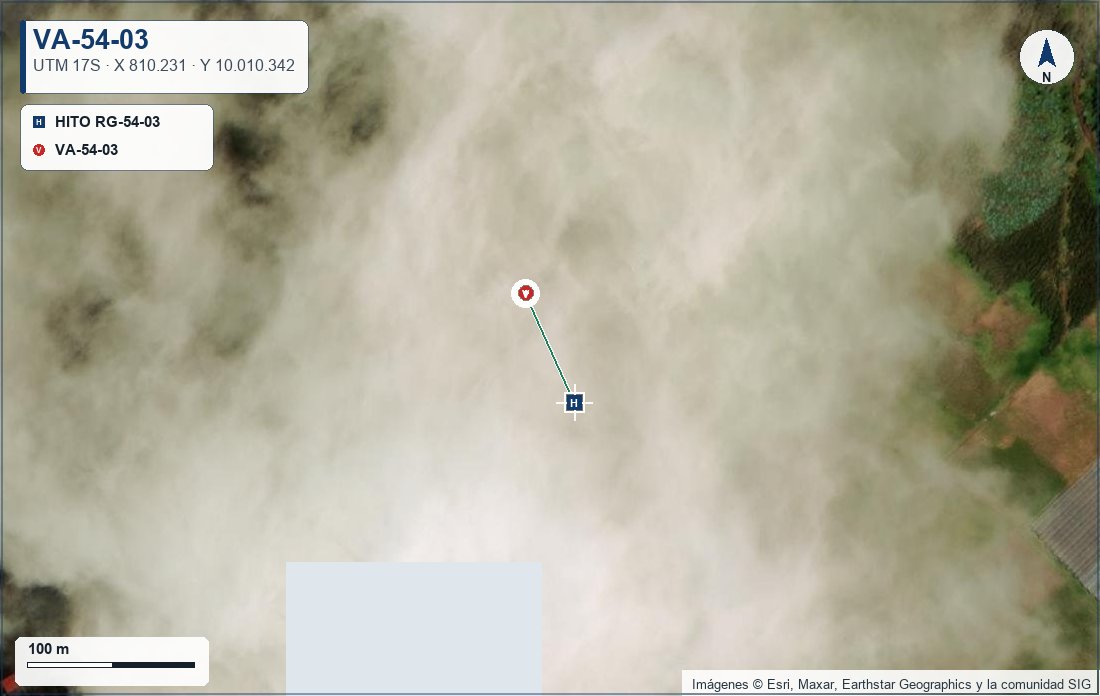 VA-54-03
UTM 17S · X 810.231 · Y 10.010.342
H HITO RG-54-03
V VA-54-03
N
V
H
100 m
Imágenes © Esri, Maxar, Earthstar Geographics y la comunidad SIG